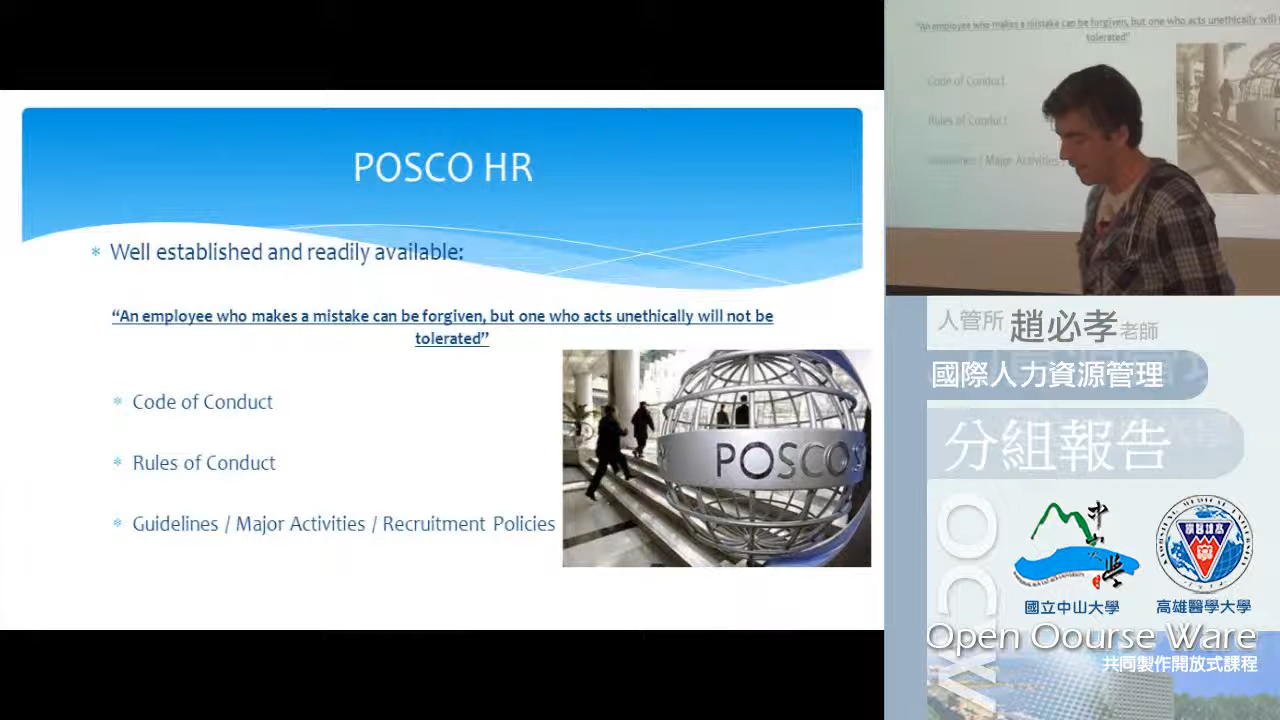 POSCO HR
* Well established and readily available:
“An employee who makes a mistake can be forgiven, but one who acts unethically will not be
tolerated”
* Code of Conduct
* Rules of Conduct
* Guidelines / Major Activities / Recruitment Policies
POSCO
"An employee who makes a mistake can be forgiven, but one who acts unethically will
tolerated"
Code of Conduct
Rules of Conduct
Guidelines / Major Activities
人管所 趙必孝老師
國際人力資源管理
分組報告
OCW
國立中山大學
高雄醫學大學
Open Oourse Ware
共同製作開放式課程